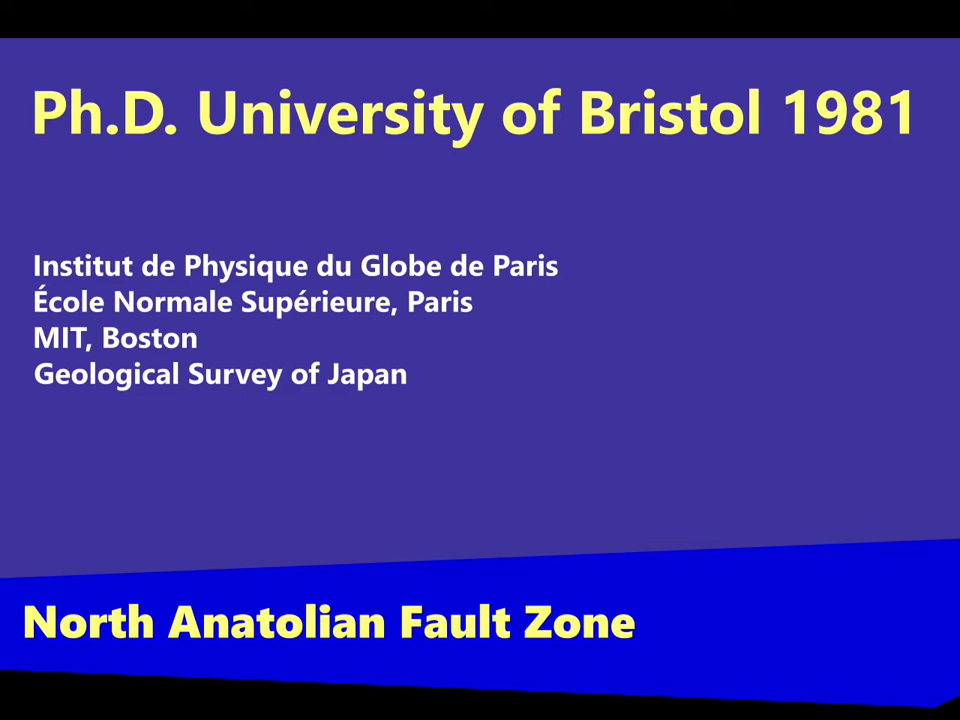 Ph.D. University of Bristol 1981
Institut de Physique du Globe de Paris
École Normale Supérieure, Paris
MIT, Boston
Geological Survey of Japan
North Anatolian Fault Zone